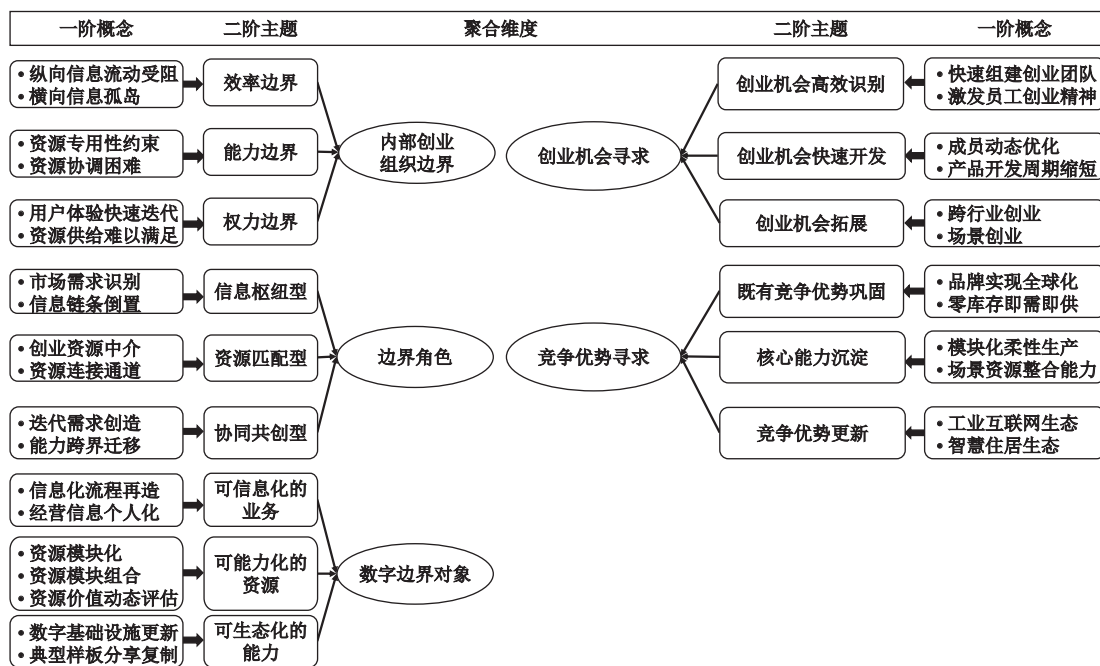 一阶概念 二阶主题 聚合维度 二阶主题 一阶概念
• 纵向信息流动受阻
• 横向信息孤岛
效率边界
• 资源专用性约束
• 资源协调困难
能力边界
• 用户体验快速迭代
• 资源供给难以满足
权力边界
内部创业
组织边界
• 市场需求识别
• 信息链条倒置
信息枢纽型
• 创业资源中介
• 资源连接通道
资源匹配型
• 迭代需求创造
• 能力跨界迁移
协同共创型
边界角色
• 信息化流程再造
• 经营信息个人化
可信息化的
业务
• 资源模块化
• 资源模块组合
• 资源价值动态评估
可能力化的
资源
• 数字基础设施更新
• 典型样板分享复制
可生态化的
能力
数字边界对象
创业机会寻求
创业机会高效识别
• 快速组建创业团队
• 激发员工创业精神
创业机会快速开发
• 成员动态优化
• 产品开发周期缩短
创业机会拓展
• 跨行业创业
• 场景创业
竞争优势寻求
既有竞争优势巩固
• 品牌实现全球化
• 零库存即需即供
核心能力沉淀
• 模块化柔性生产
• 场景资源整合能力
竞争优势更新
• 工业互联网生态
• 智慧住居生态